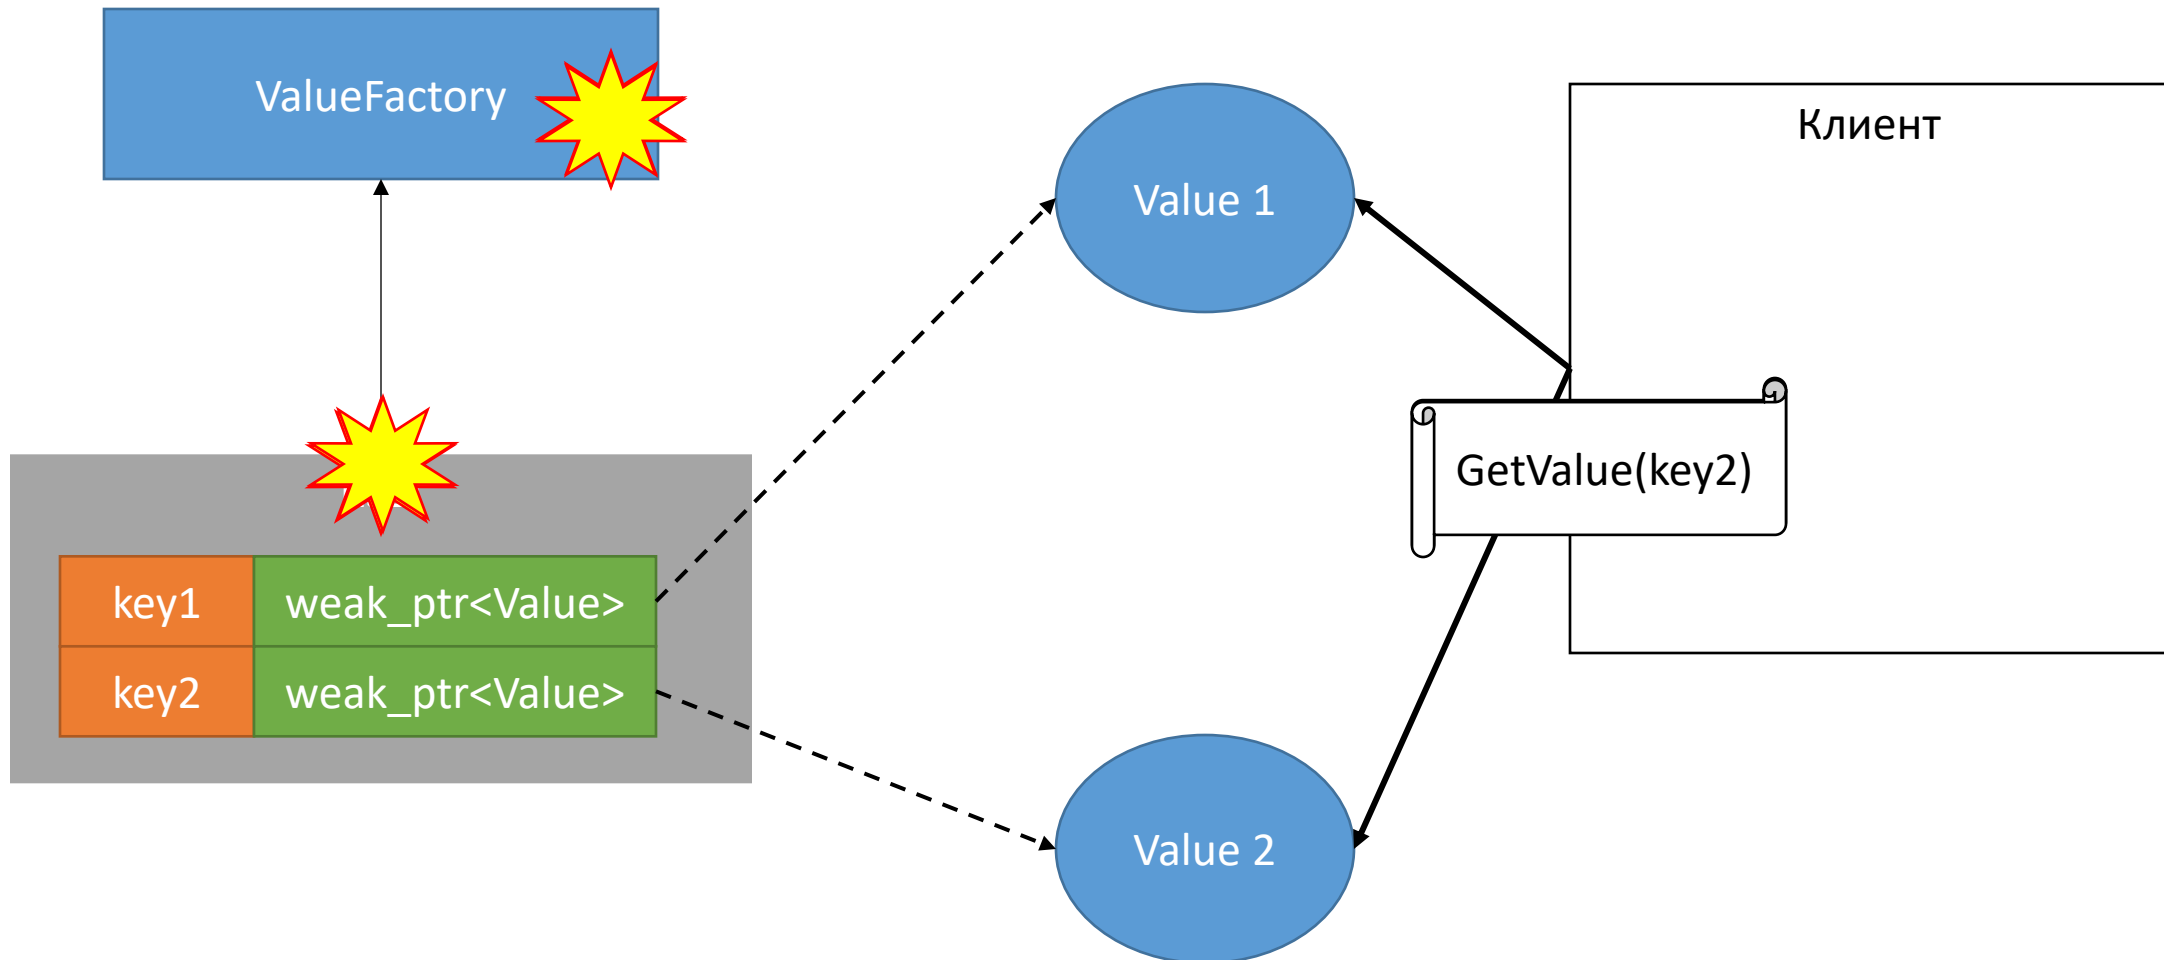 ValueFactory
Value 1
Клиент
GetValue(key2)
key1 weak_ptr<Value>
key2 weak_ptr<Value>
Value 2